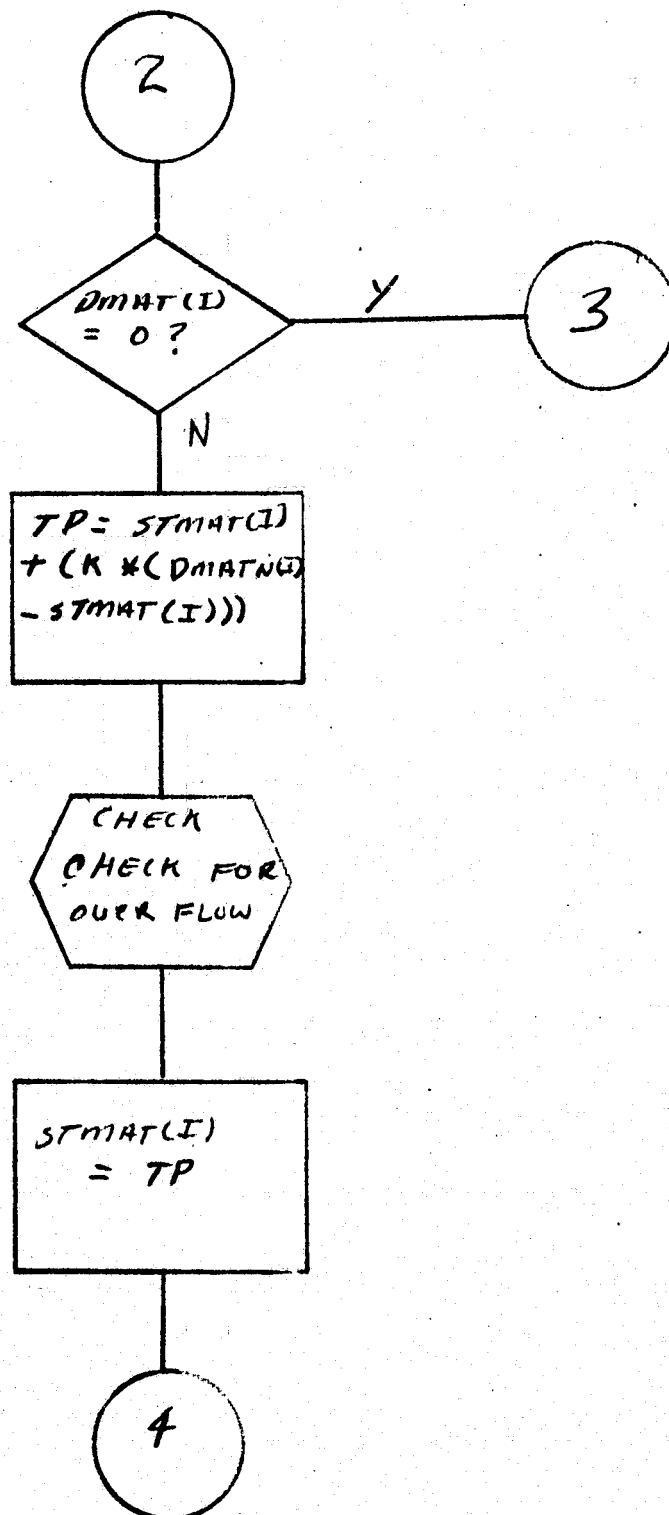 2
DMAT(I)
= 0 ?
Y
3
N
TP = STMAT(I)
+ (K *( DMATN(I)
- STMAT(I)))
CHECK
CHECK FOR
OVER FLOW
STMAT(I)
= TP
4